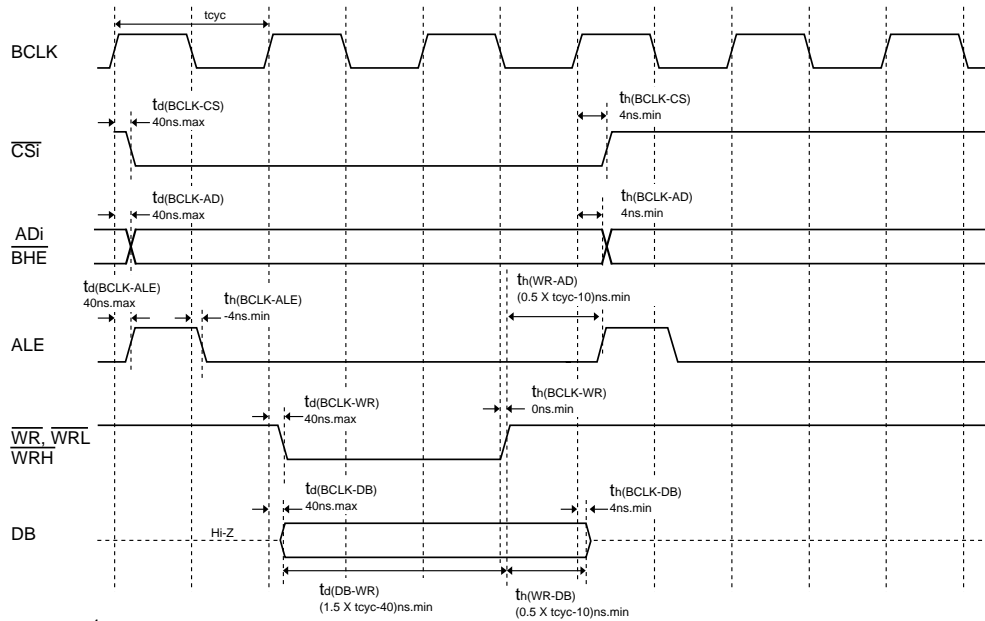 tcyc
BCLK
td(BCLK-CS)
40ns.max
th(BCLK-CS)
4ns.min
CSi
td(BCLK-AD)
40ns.max
th(BCLK-AD)
4ns.min
ADi
BHE
td(BCLK-ALE)
40ns.max
th(BCLK-ALE)
-4ns.min
th(WR-AD)
(0.5 X tcyc-10)ns.min
ALE
td(BCLK-WR)
40ns.max
th(BCLK-WR)
0ns.min
WR, WRL
WRH
td(BCLK-DB)
40ns.max
th(BCLK-DB)
4ns.min
DB
Hi-Z
td(DB-WR)
(1.5 X tcyc-40)ns.min
th(WR-DB)
(0.5 X tcyc-10)ns.min